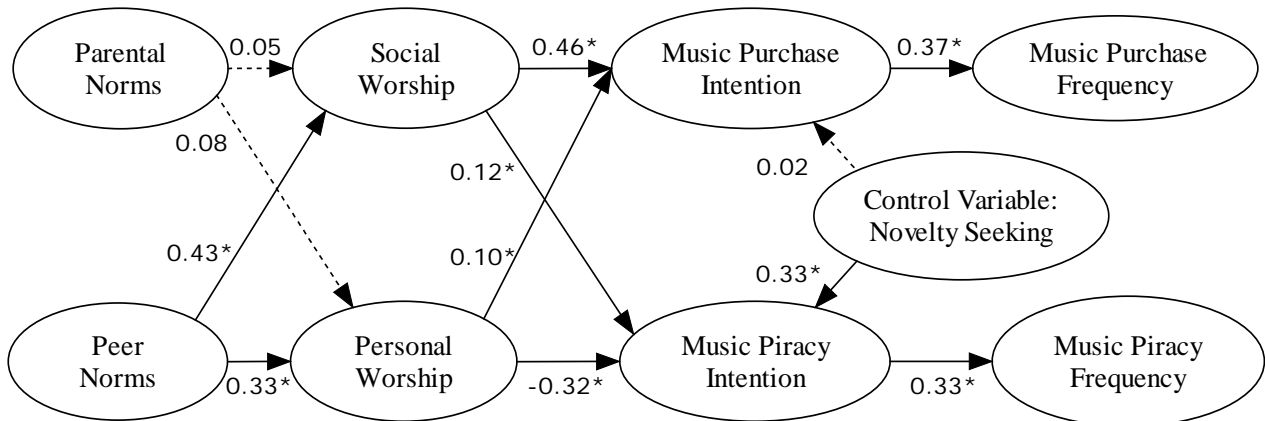 Parental
Norms
0.05
Social
Worship
0.46*
Music Purchase
Intention
0.37*
Music Purchase
Frequency
0.08
0.12*
0.02
Control Variable:
Novelty Seeking
0.43*
0.10*
0.33*
Peer
Norms
0.33*
Personal
Worship
-0.32*
Music Piracy
Intention
0.33*
Music Piracy
Frequency